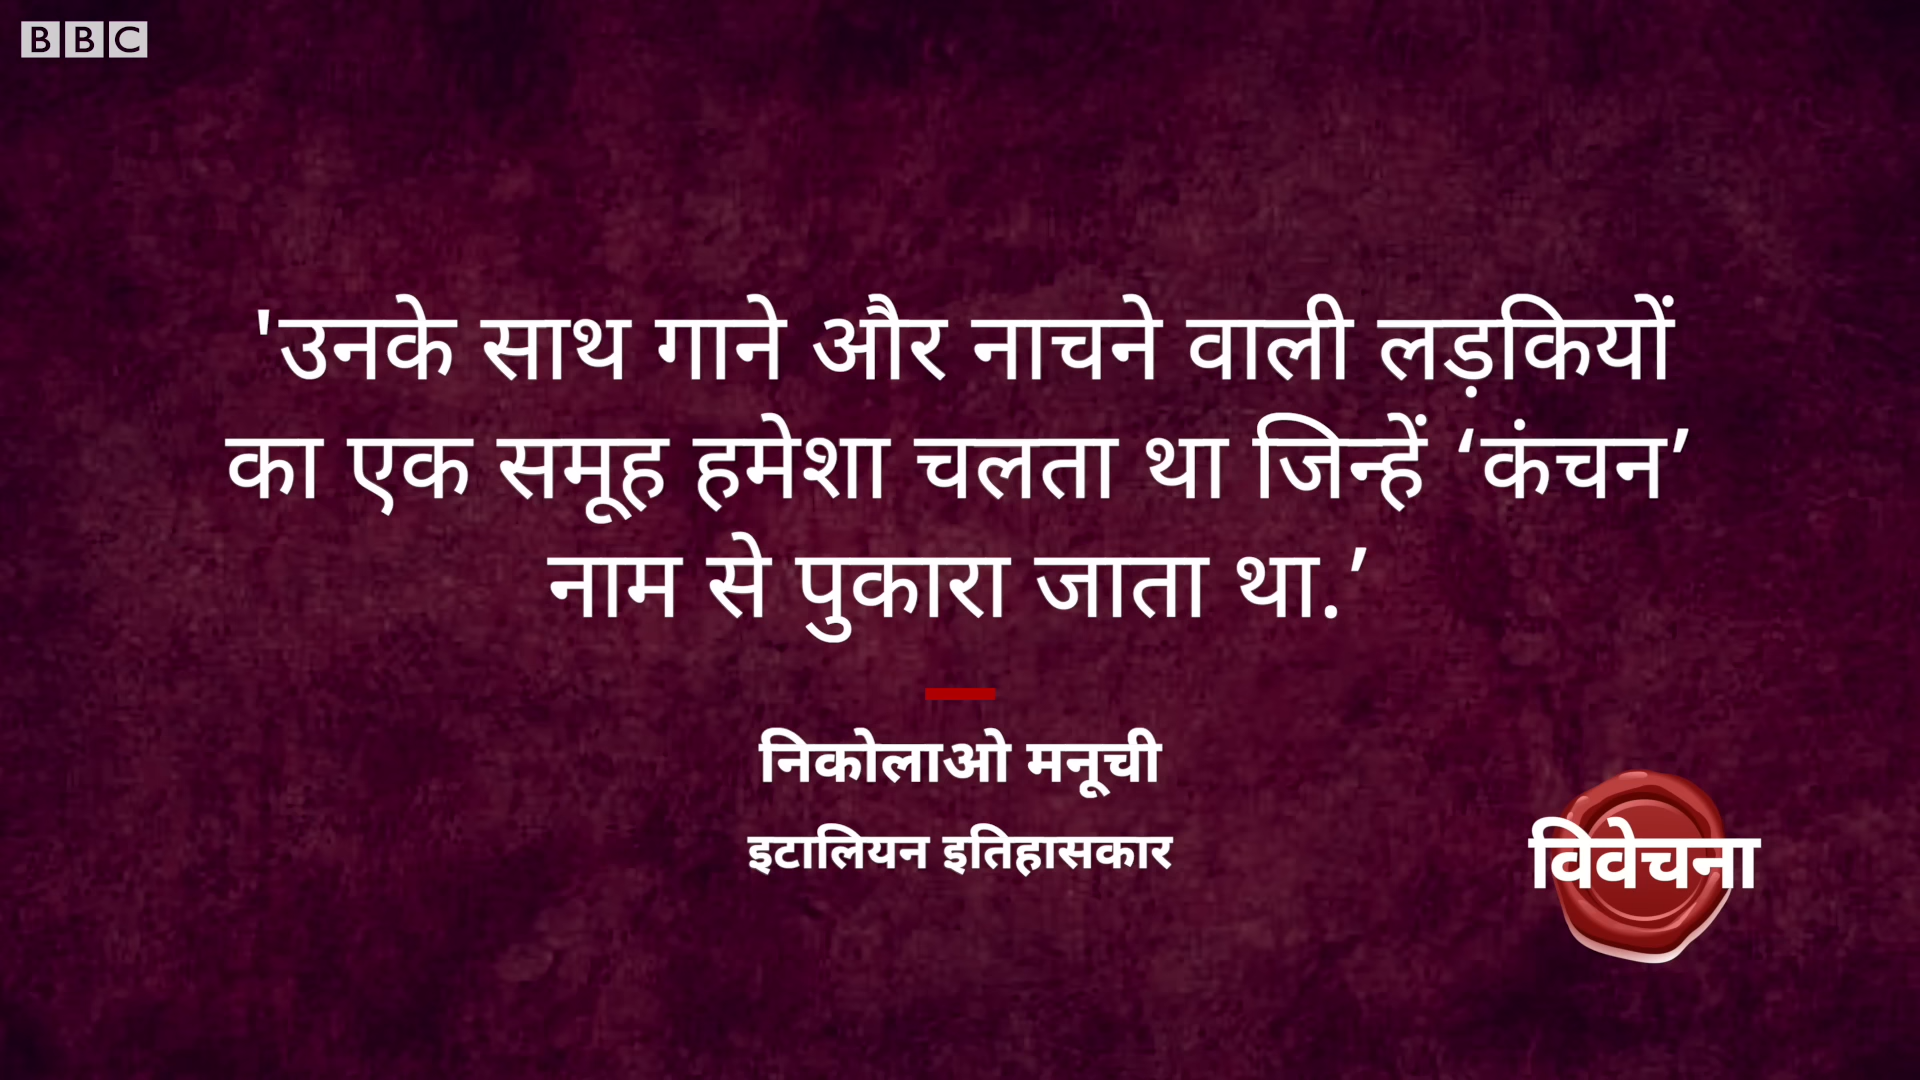 BBC
'उनके साथ गाने और नाचने वाली लड़कियों
का एक समूह हमेशा चलता था जिन्हें ‘कंचन’
नाम से पुकारा जाता था.’
निकोलाओ मनूची
इटालियन इतिहासकार
विवेचना